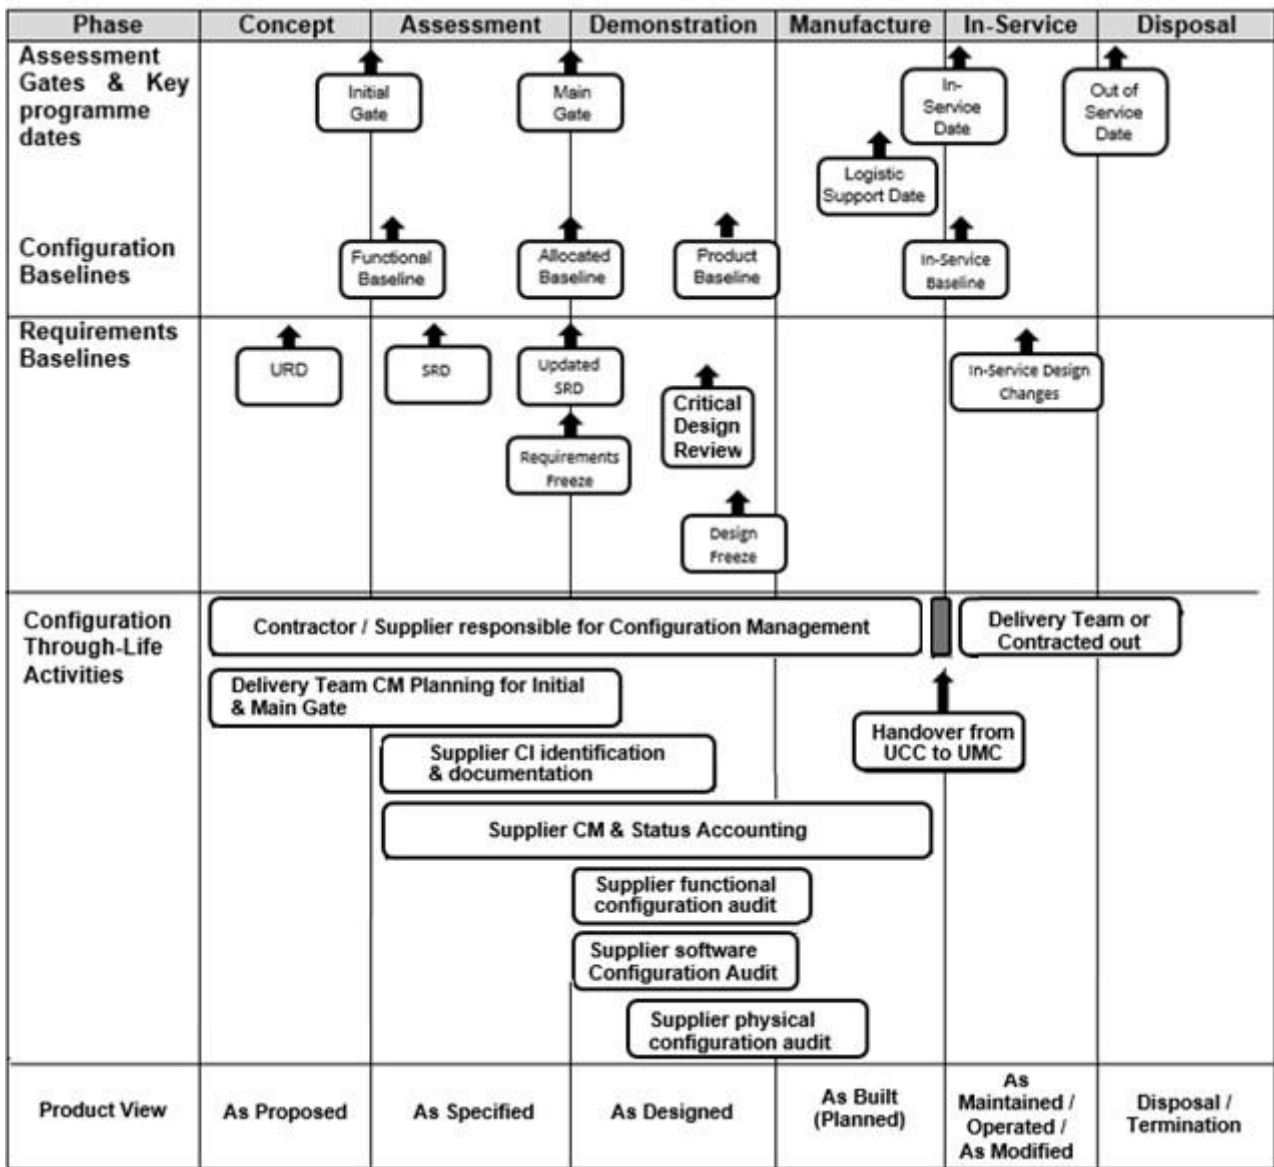 Phase Concept Assessment Demonstration Manufacture In-Service Disposal
Assessment
Gates & Key
programme
dates
Initial
Gate
Main
Gate
In-
Service
Date
Out of
Service
Date
Logistic
Support Date
Configuration
Baselines
Functional
Baseline
Allocated
Baseline
Product
Baseline
In-Service
Baseline
Requirements
Baselines
URD
SRD
Updated
SRD
In-Service Design
Changes
Critical
Design
Review
Requirements
Freeze
Design
Freeze
Configuration
Through-Life
Activities
Contractor / Supplier responsible for Configuration Management
Delivery Team or
Contracted out
Delivery Team CM Planning for Initial
& Main Gate
Handover from
UCC to UMC
Supplier CI identification
& documentation
Supplier CM & Status Accounting
Supplier functional
configuration audit
Supplier software
Configuration Audit
Supplier physical
configuration audit
Product View
As Proposed
As Specified
As Designed
As Built
(Planned)
As
Maintained /
Operated /
As Modified
Disposal /
Termination